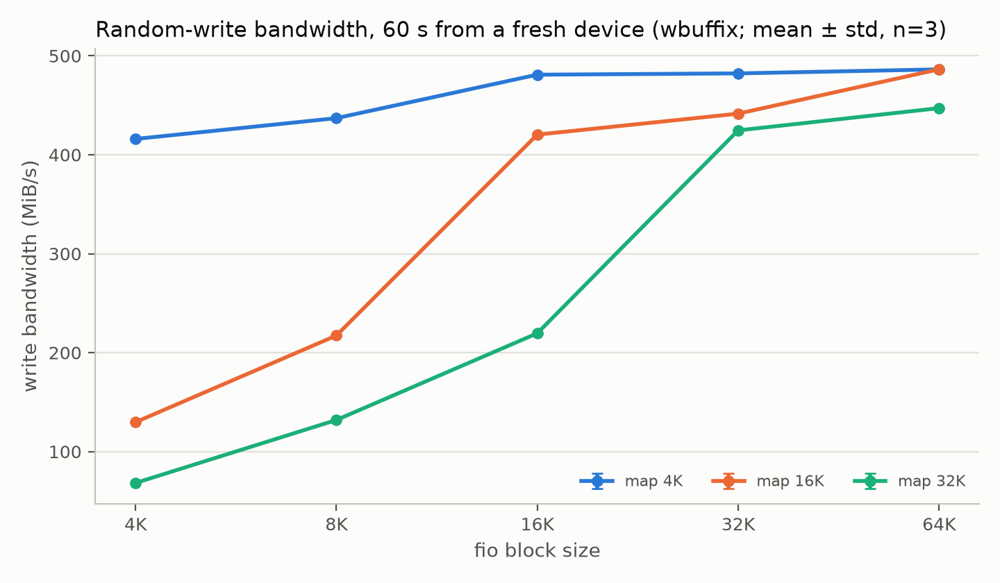 Random-write bandwidth, 60 s from a fresh device (wbuffix; mean ± std, n=3)
write bandwidth (MiB/s)
500
400
300
200
100
map 4K
map 16K
map 32K
4K
8K
16K
32K
64K
fio block size